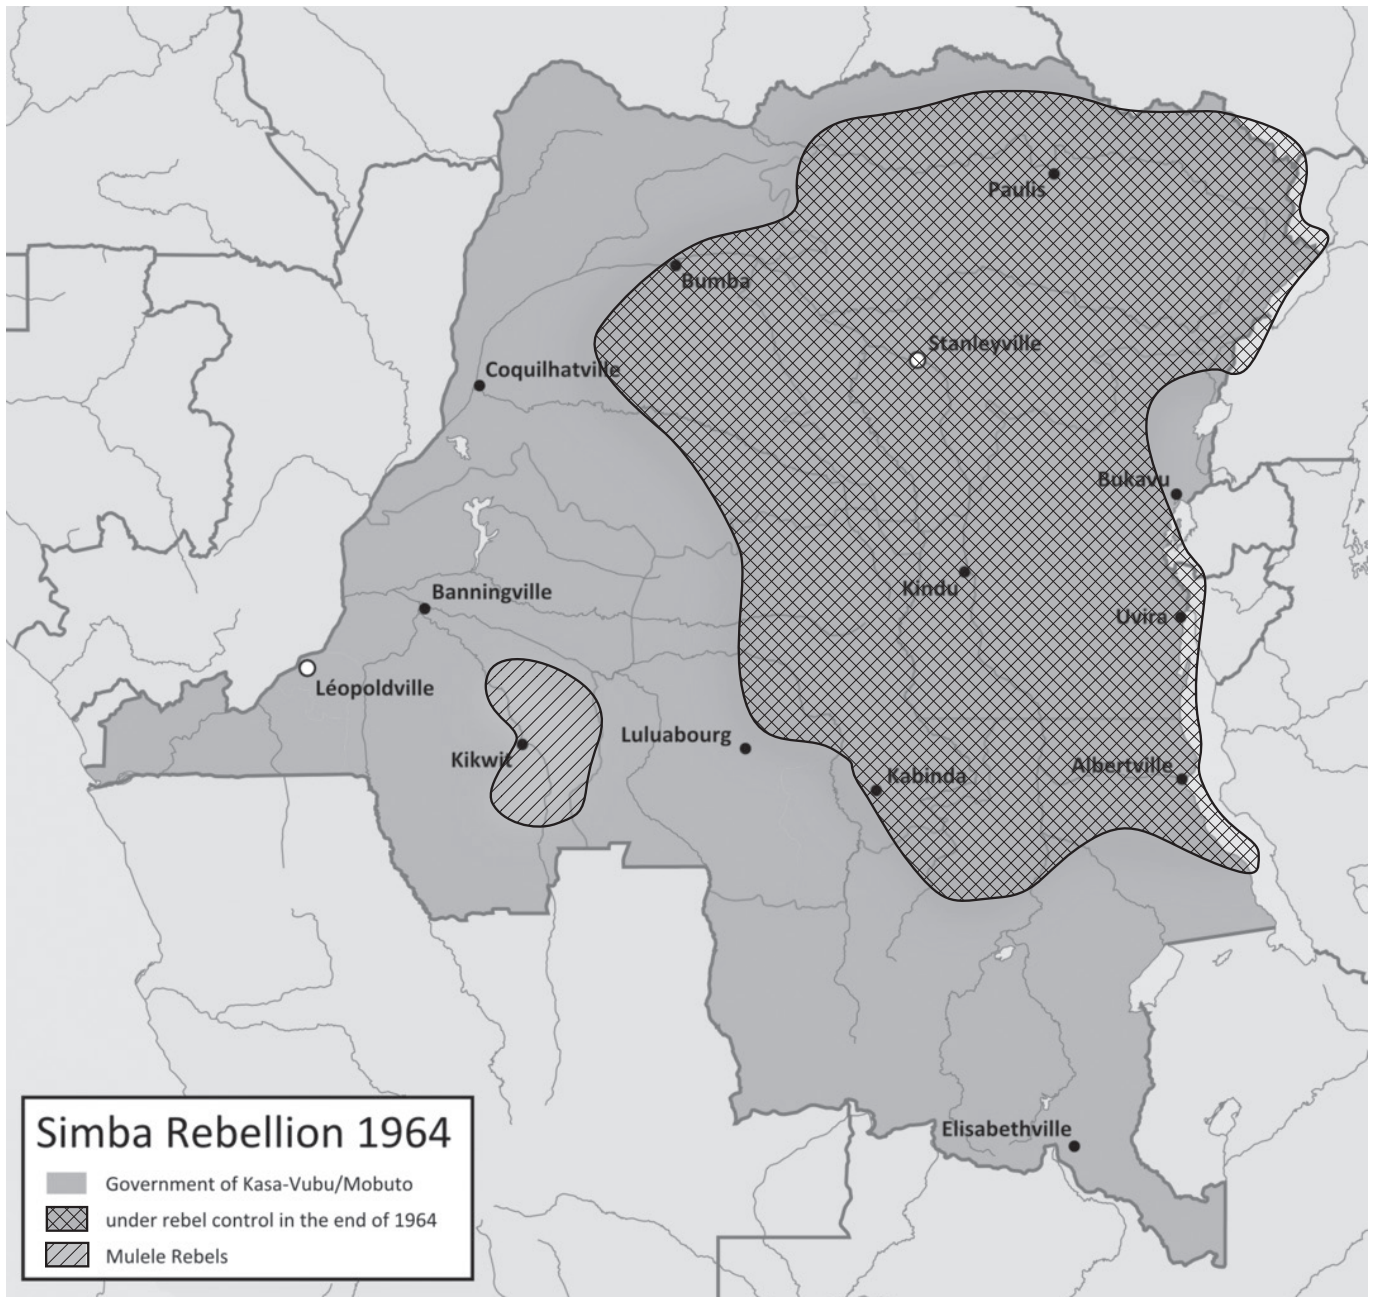 Paulis
Bumba
Stanleyville
Coquilhatville
Bukavu
Kindu
Banningville
Uvira
Léopoldville
Luluabourg
Kikwit
Albertville
Kabinda
Elisabethville
Simba Rebellion 1964
Government of Kasa-Vubu/Mobuto
under rebel control in the end of 1964
Mulele Rebels